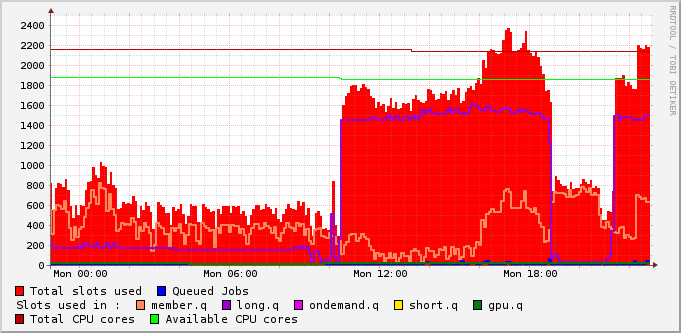 RRDTOOL / TOBI OETIKER
2400
2200
2000
1800
1600
1400
1200
1000
800
600
400
200
0
Mon 00:00 Mon 06:00 Mon 12:00 Mon 18:00
Total slots used Queued Jobs
Slots used in : member.q long.q ondemand.q short.q gpu.q
Total CPU cores Available CPU cores